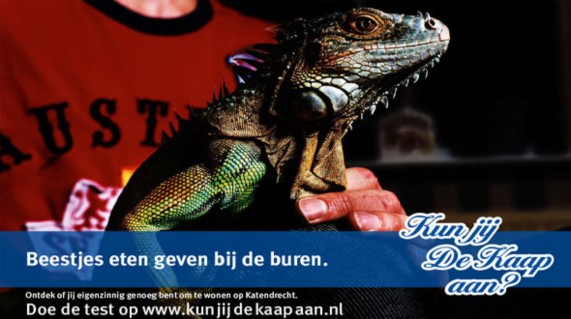 AUST
Beestjes eten geven bij de buren.
Kun jij
De Kaap
aan?
Ontdek of jij eigenzinnig genoeg bent om te wonen op Katendrecht.
Doe de test op www.kunjijdekaapaan.nl